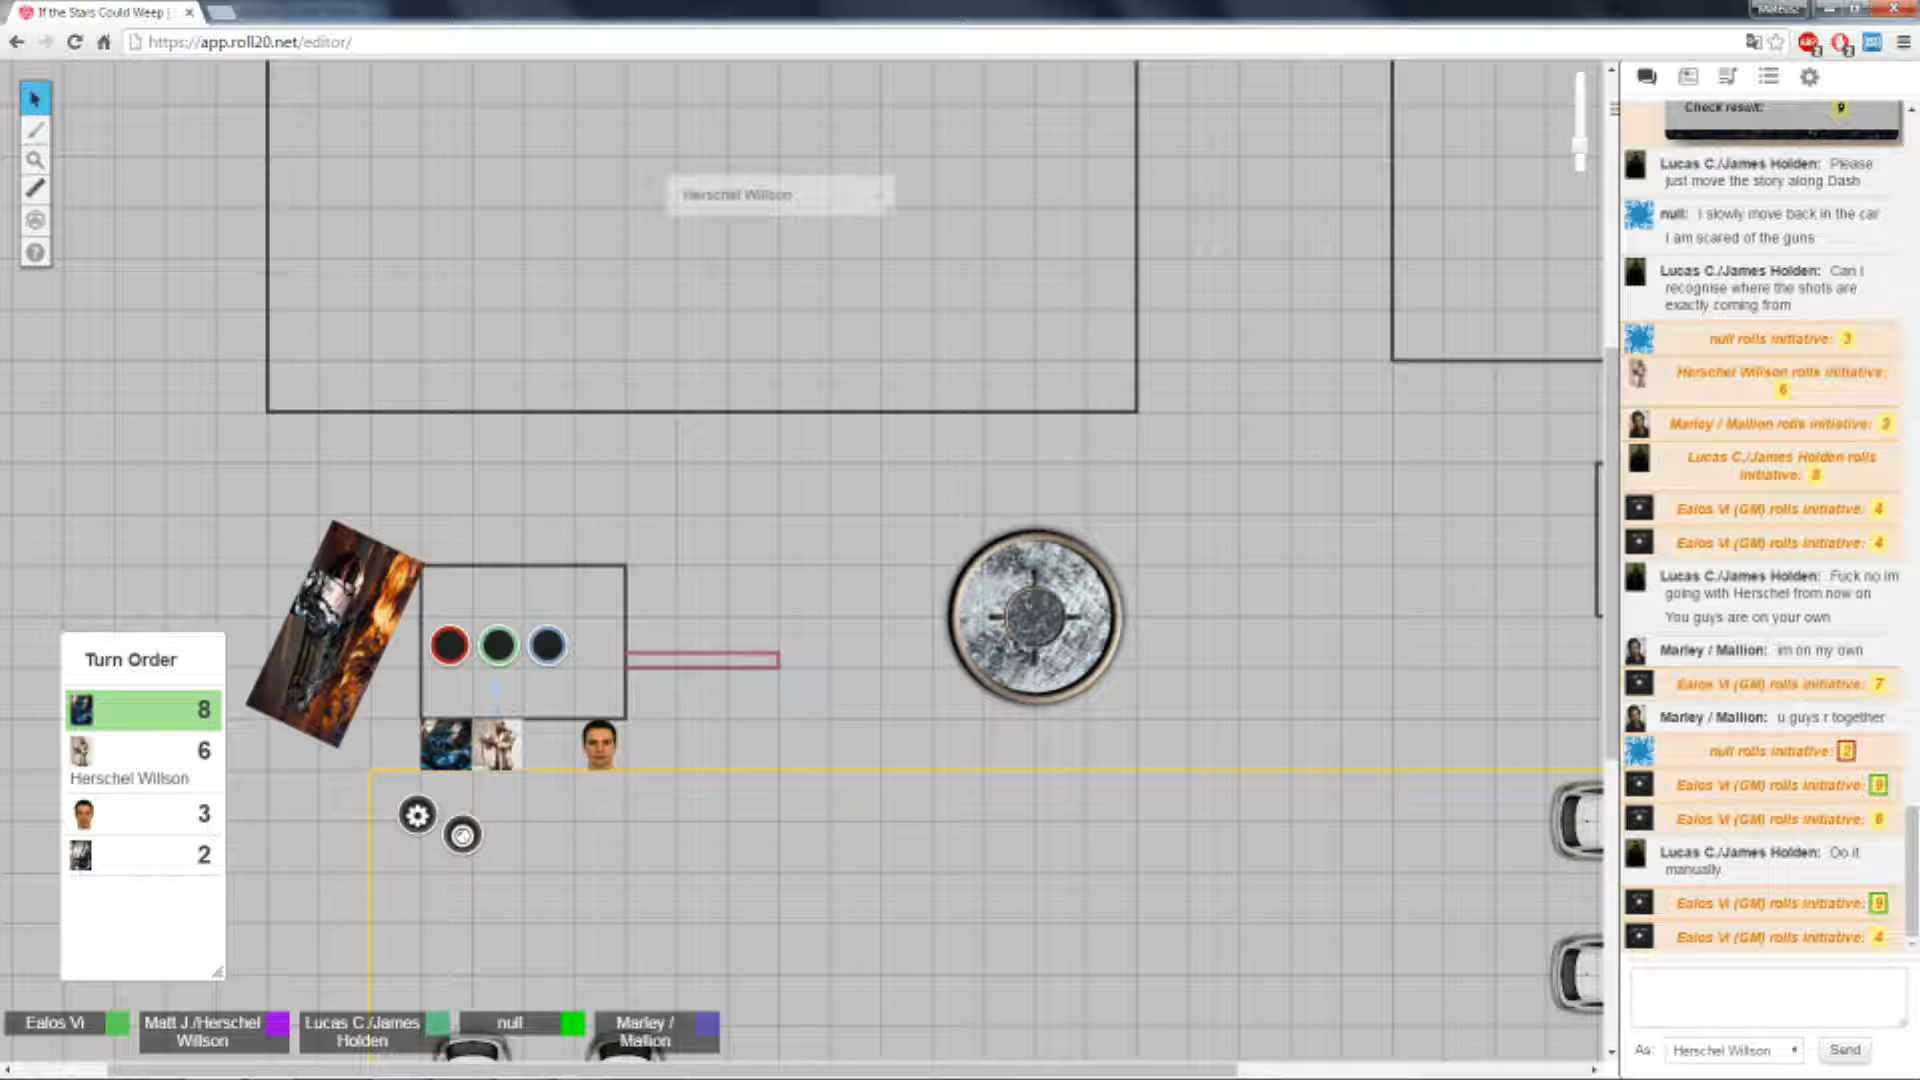 If the Stars Could Weep |
Mateusz
https://app.roll20.net/editor/
Herschel Willson
Check result: 9
Lucas C./James Holden: Please
just move the story along Dash
null: I slowly move back in the car
I am scared of the guns
Lucas C./James Holden: Can I
recognise where the shots are
exactly coming from
null rolls initiative: 3
Herschel Willson rolls initiative:
6
Marley / Mallion rolls initiative: 3
Lucas C./James Holden rolls
initiative: 8
Ealos VI (GM) rolls initiative: 4
Ealos VI (GM) rolls initiative: 4
Lucas C./James Holden: Fuck no im
going with Herschel from now on
You guys are on your own
Marley / Mallion: im on my own
Ealos VI (GM) rolls initiative: 7
Marley / Mallion: u guys r together
null rolls initiative: 2
Ealos VI (GM) rolls initiative: 9
Ealos VI (GM) rolls initiative: 6
Lucas C./James Holden: Do it
manually
Ealos VI (GM) rolls initiative: 9
Ealos VI (GM) rolls initiative: 4
As: Herschel Willson
Send
Turn Order
8
6
Herschel Willson
3
2
Ealos VI
Matt J./Herschel
Willson
Lucas C./James
Holden
null
Marley /
Mallion